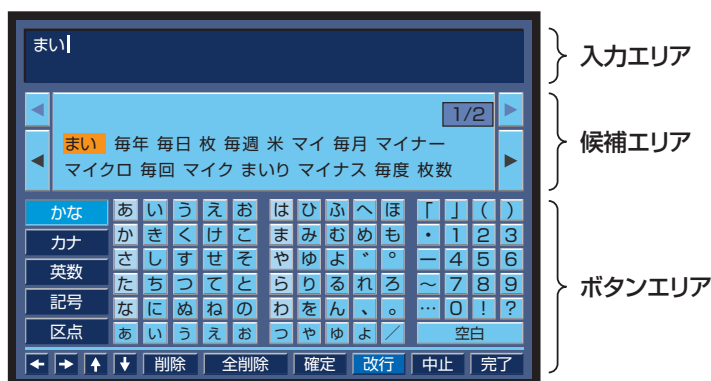 まい
入力エリア
◀ 1/2 ▶
まい 毎年 毎日 枚 毎週 米 マイ 毎月 マイナー
◀ マイクロ 毎回 マイク まいり マイナス 毎度 枚数 ▶
候補エリア
かな あ い う え お は ひ ふ へ ほ 「 」 ( )
カナ か き く け こ ま み む め も ・ 1 2 3
英数 さ し す せ そ や ゆ よ ゛ ゜ ー 4 5 6
記号 た ち つ て と ら り る れ ろ ～ 7 8 9
な に ぬ ね の わ を ん 、 。 … 0 ! ?
区点 ぁ ぃ ぅ ぇ ぉ っ ゃ ゅ ょ ／ 空白
ボタンエリア
← → ↑ ↓ 削除 全削除 確定 改行 中止 完了